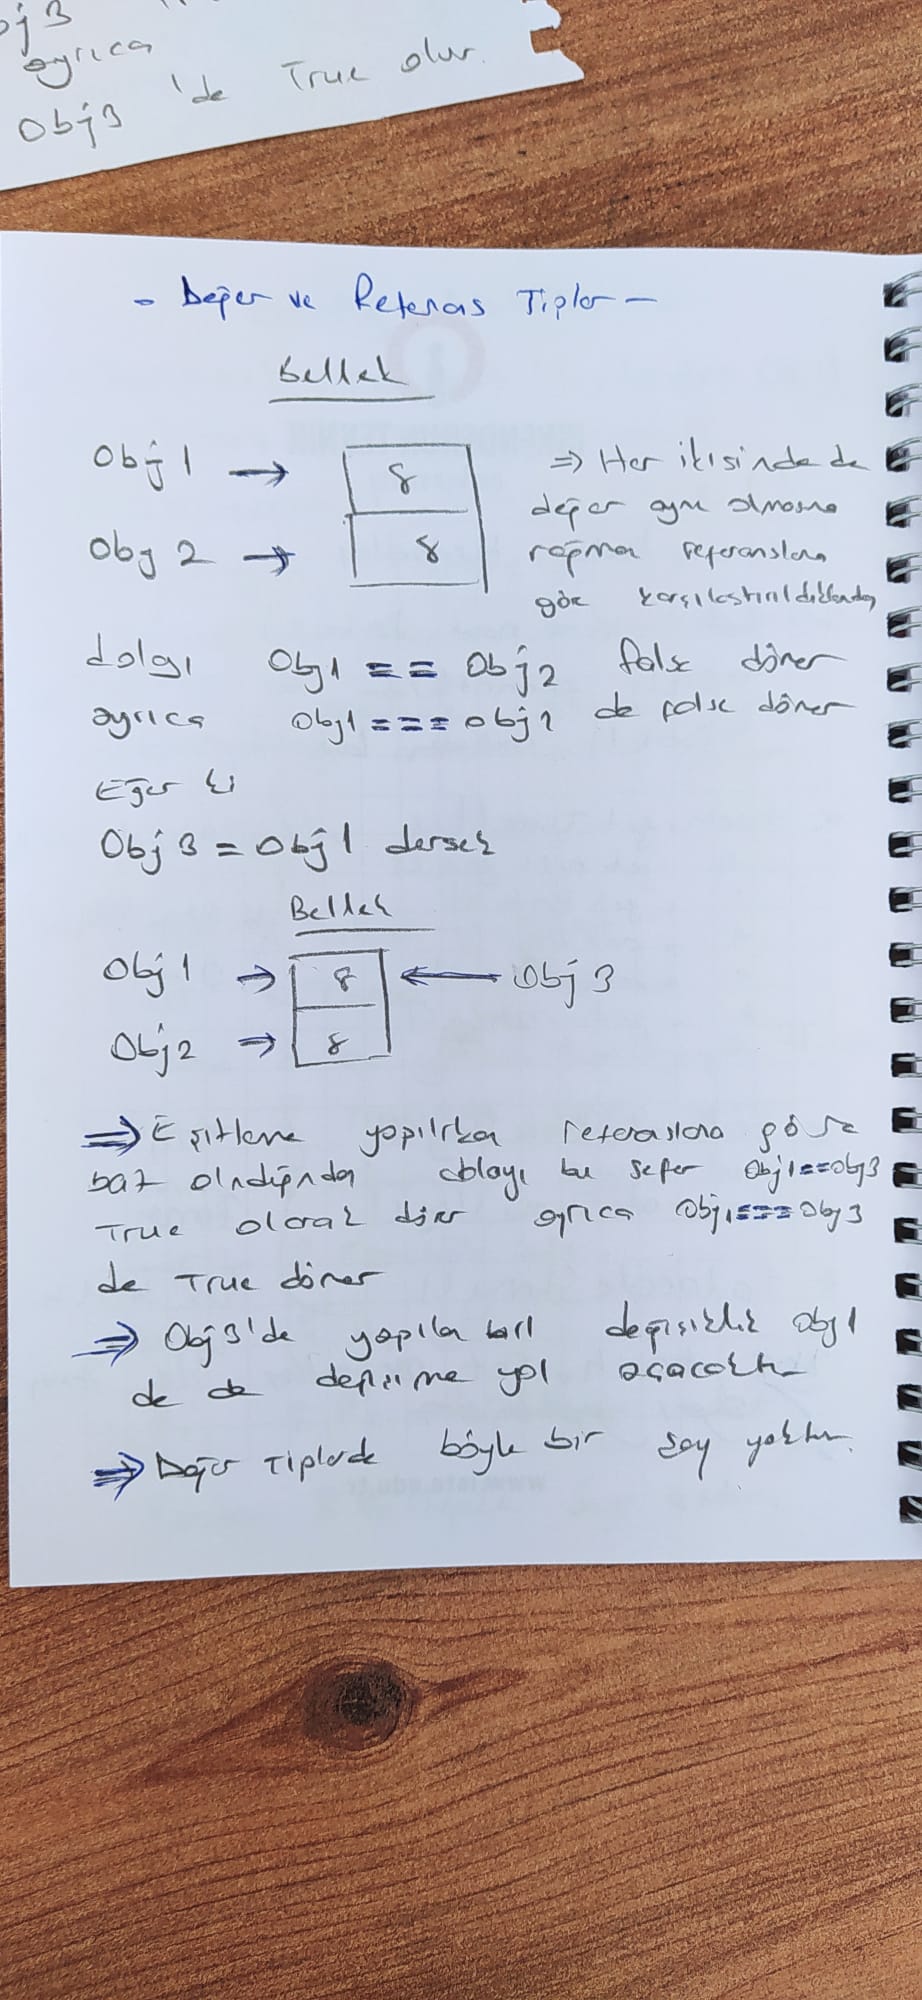 obj3
ayrıca
Obj3 'de True olur.
- Değer ve Referans Tipler -
Bellek
Obj1 → 8
Obj2 → 8
⇒ Her ikisinde de
değer aynı olmasına
rağmen referanslara
göre karşılaştırıldıklarından
dolayı Obj1 == Obj2 false döner
ayrıca Obj1 === obj2 de false döner
Eğer ki
Obj3 = Obj1 dersek
Bellek
Obj1 → 8 ← Obj3
Obj2 → 8
⇒ Eşitleme yapılırken referanslara göre
baz alındığından dolayı bu sefer Obj1==Obj3
True olarak döner ayrıca Obj1===Obj3
de True döner
⇒ Obj3'de yapılan değişiklik Obj1
de de değişime yol açacaktır
⇒ Değer Tiplerde böyle bir şey yoktur.